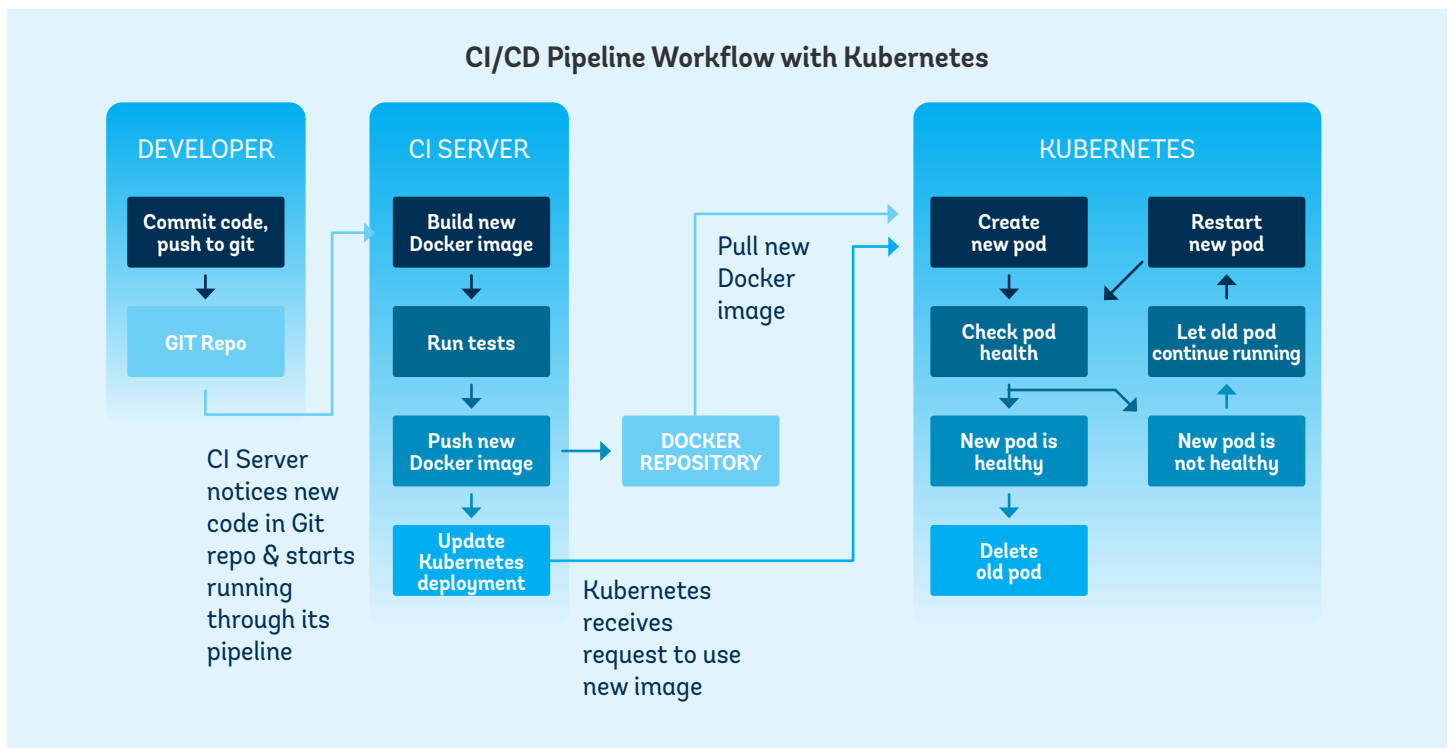 CI/CD Pipeline Workflow with Kubernetes
DEVELOPER
Commit code,
push to git
GIT Repo
CI Server
notices new
code in Git
repo & starts
running
through its
pipeline
CI SERVER
Build new
Docker image
Run tests
Push new
Docker image
Update
Kubernetes
deployment
DOCKER
REPOSITORY
Pull new
Docker
image
Kubernetes
receives
request to use
new image
KUBERNETES
Create
new pod
Check pod
health
New pod is
healthy
Delete
old pod
Restart
new pod
Let old pod
continue running
New pod is
not healthy